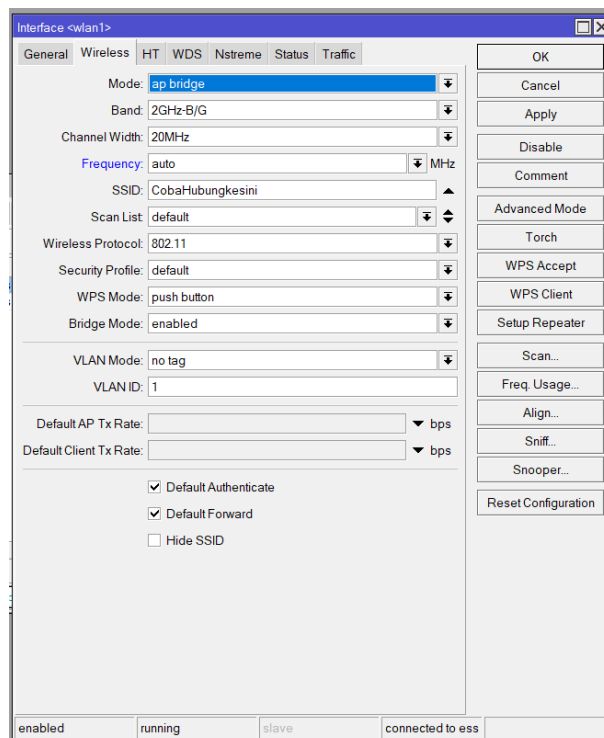 Interface <wlan1>
General Wireless HT WDS Nstreme Status Traffic
Mode: ap bridge
Band: 2GHz-B/G
Channel Width: 20MHz
Frequency: auto MHz
SSID: CobaHubungkesini
Scan List: default
Wireless Protocol: 802.11
Security Profile: default
WPS Mode: push button
Bridge Mode: enabled
VLAN Mode: no tag
VLAN ID: 1
Default AP Tx Rate: bps
Default Client Tx Rate: bps
Default Authenticate
Default Forward
Hide SSID
OK
Cancel
Apply
Disable
Comment
Advanced Mode
Torch
WPS Accept
WPS Client
Setup Repeater
Scan...
Freq. Usage...
Align...
Sniff...
Snooper...
Reset Configuration
enabled running slave connected to ess